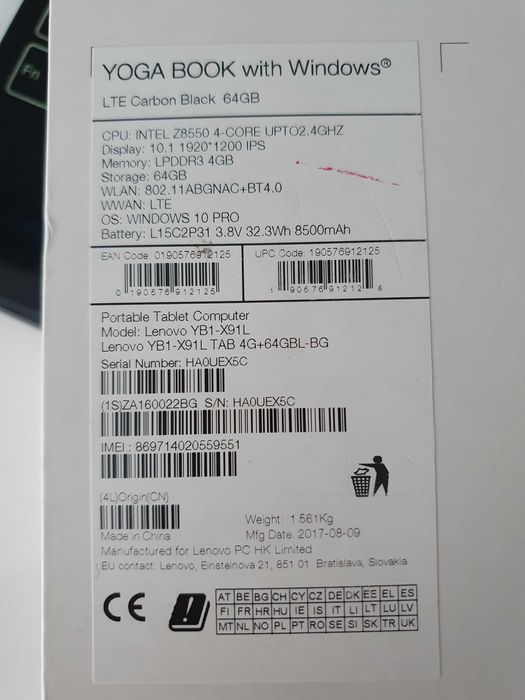 Fn
YOGA BOOK with Windows®
LTE Carbon Black 64GB
CPU: INTEL Z8550 4-CORE UPTO2.4GHZ
Display: 10.1 1920*1200 IPS
Memory: LPDDR3 4GB
Storage: 64GB
WLAN: 802.11ABGNAC+BT4.0
WWAN: LTE
OS: WINDOWS 10 PRO
Battery: L15C2P31 3.8V 32.3Wh 8500mAh
EAN Code: 0190576912125
UPC Code: 190576912126
0 190576 912125
1 90576 91212 6
Portable Tablet Computer
Model: Lenovo YB1-X91L
Lenovo YB1-X91L TAB 4G+64GBL-BG
Serial Number: HA0UEX5C
(1S)ZA160022BG S/N: HA0UEX5C
IMEI : 869714020559551
(4L)Origin(CN)
Made in China
Weight: 1.561Kg
Mfg Date: 2017-08-09
Manufactured for Lenovo PC HK Limited
EU contact: Lenovo, Einsteinova 21, 851 01 Bratislava, Slovakia
CE
AT BE BG CH CY CZ DE DK EE EL ES
FI FR HR HU IE IS IT LI LT LU LV
MT NL NO PL PT RO SE SI SK TR UK